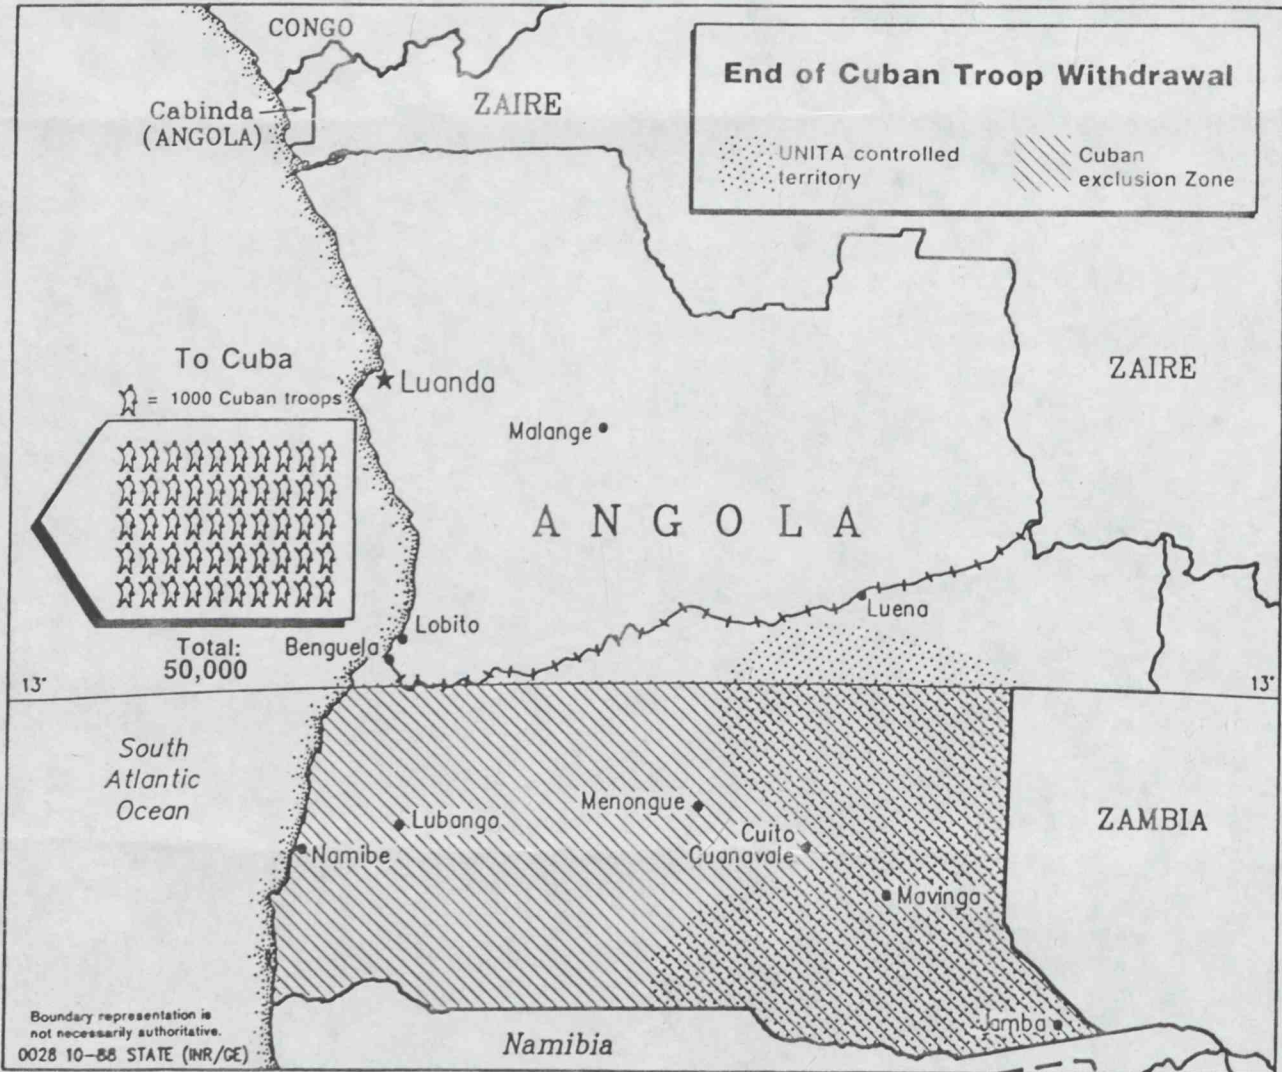 CONGO
Cabinda
(ANGOLA)
ZAIRE
End of Cuban Troop Withdrawal
UNITA controlled
territory
Cuban
exclusion Zone
To Cuba
= 1000 Cuban troops
Total:
50,000
Luanda
Malange
ANGOLA
ZAIRE
Luena
Lobito
Benguela
13°
13°
South
Atlantic
Ocean
Lubango
Namibe
Menongue
Cuito
Cuanavale
Mavinga
ZAMBIA
Jamba
Namibia
Boundary representation is
not necessarily authoritative.
0028 10-88 STATE (INR/GE)